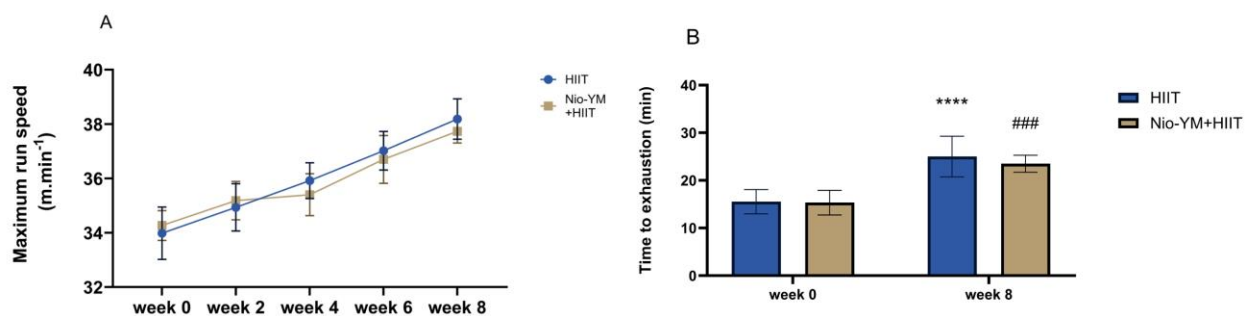 A
Maximum run speed
(m.min-1)
40
38
36
34
32
week 0
week 2
week 4
week 6
week 8
HIIT
Nio-YM
+HIIT
B
Time to exhaustion (min)
40
30
20
10
0
****
###
week 0
week 8
HIIT
Nio-YM+HIIT